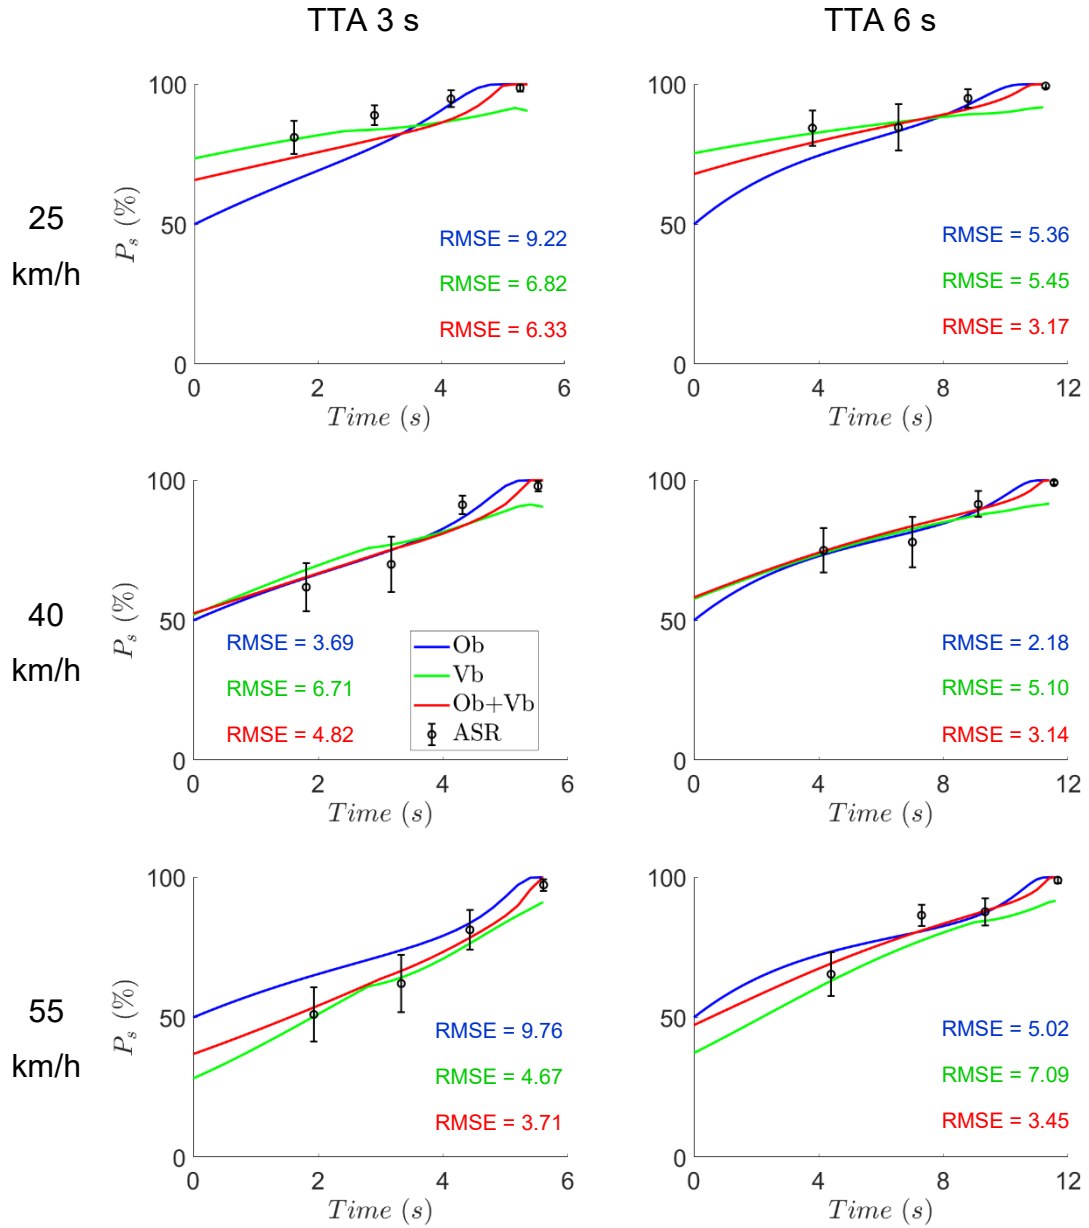 TTA 3 s
TTA 6 s
25
km/h
P_s (%)
100
50
0
RMSE = 9.22
RMSE = 6.82
RMSE = 6.33
0 2 4 6
Time (s)
100
50
0
RMSE = 5.36
RMSE = 5.45
RMSE = 3.17
0 4 8 12
Time (s)
40
km/h
P_s (%)
100
50
0
RMSE = 3.69
RMSE = 6.71
RMSE = 4.82
Ob
Vb
Ob+Vb
ASR
0 2 4 6
Time (s)
100
50
0
RMSE = 2.18
RMSE = 5.10
RMSE = 3.14
0 4 8 12
Time (s)
55
km/h
P_s (%)
100
50
0
RMSE = 9.76
RMSE = 4.67
RMSE = 3.71
0 2 4 6
Time (s)
100
50
0
RMSE = 5.02
RMSE = 7.09
RMSE = 3.45
0 4 8 12
Time (s)